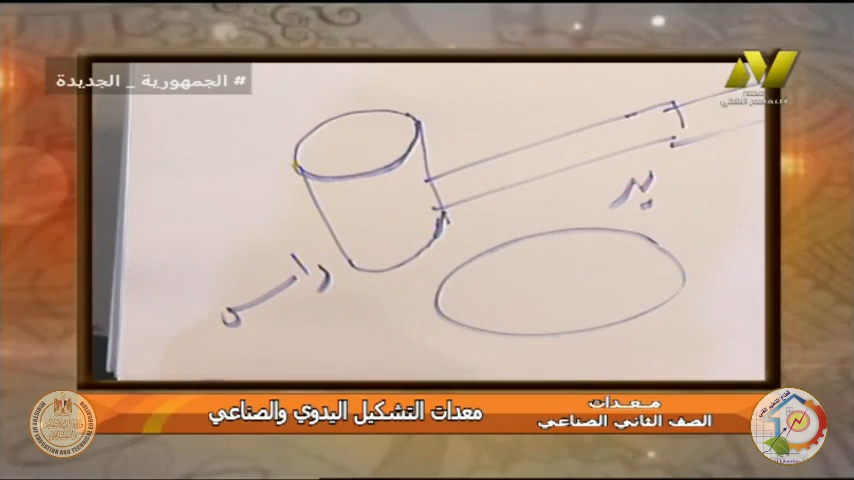 # الجمهورية _ الجديدة
يد
راس
معدات
الصف الثاني الصناعي
معدات التشكيل اليدوي والصناعي